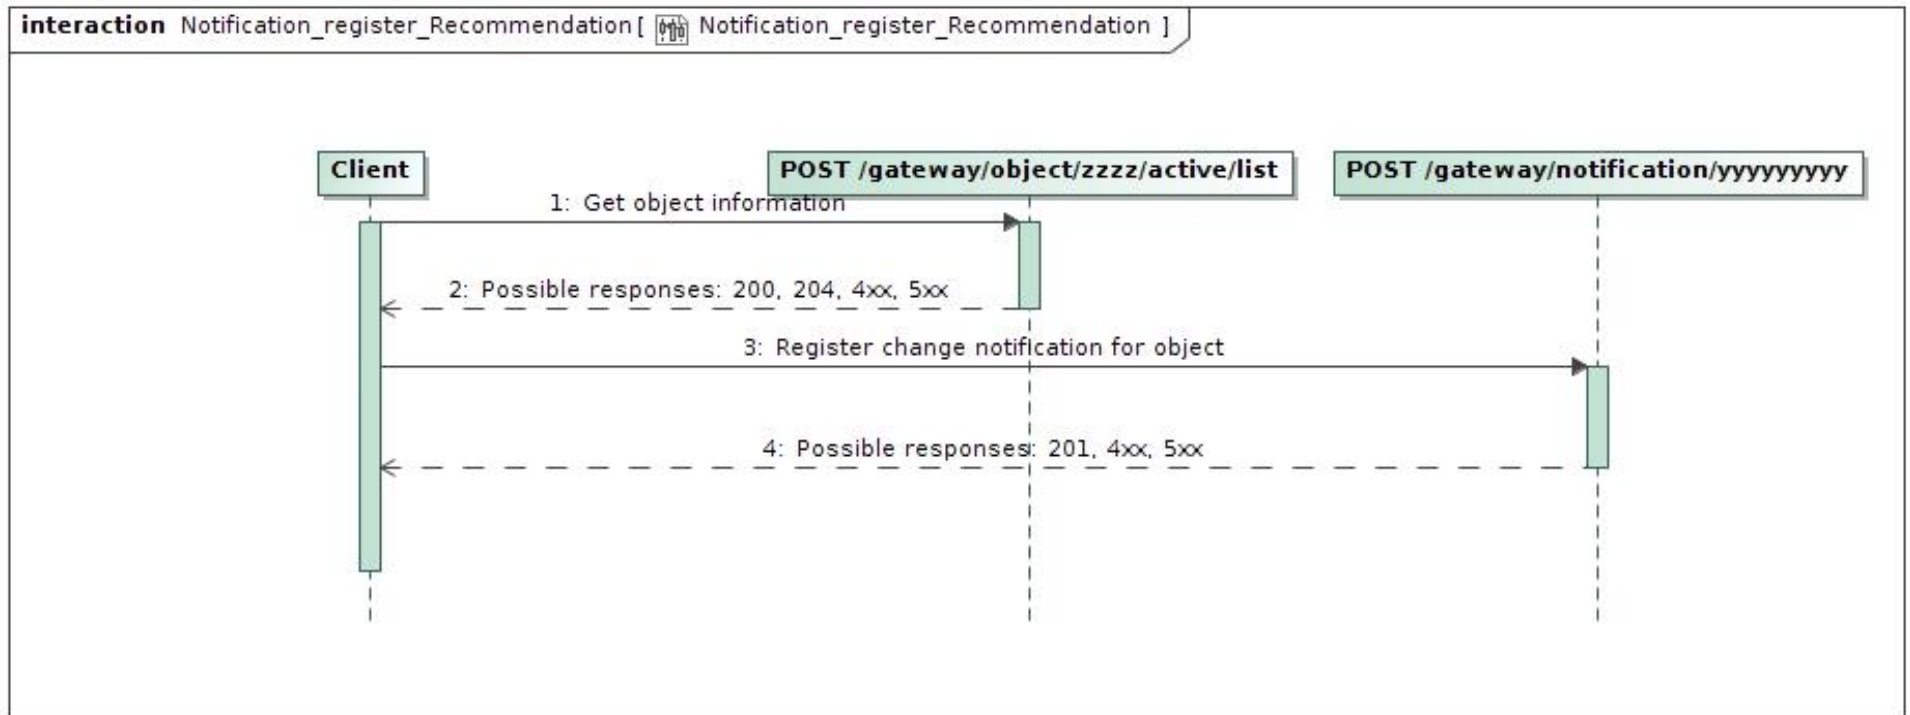 interaction Notification_register_Recommendation [ Notification_register_Recommendation ]
Client
POST /gateway/object/zzzz/active/list
POST /gateway/notification/yyyyyyyyy
1: Get object information
2: Possible responses: 200, 204, 4xx, 5xx
3: Register change notification for object
4: Possible responses: 201, 4xx, 5xx